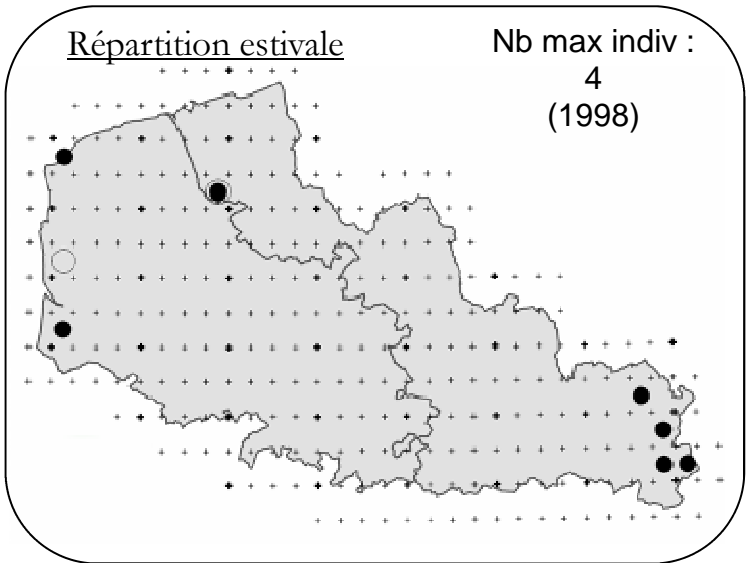 Répartition estivale
Nb max indiv :
4
(1998)